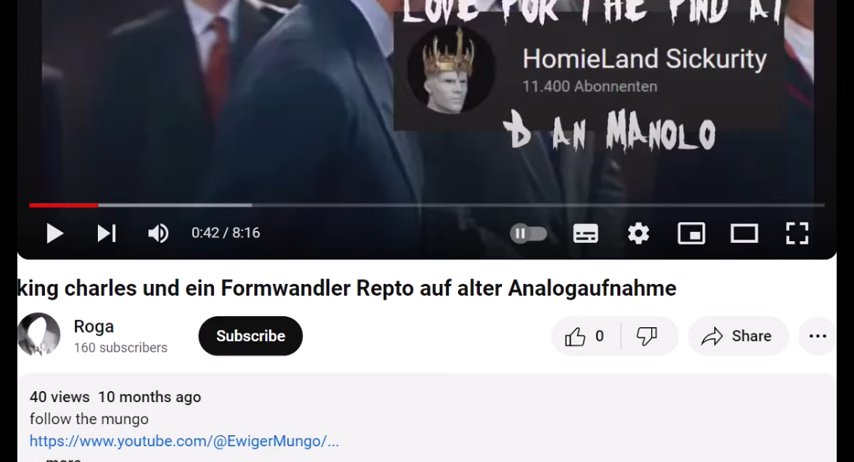 LOVE FOR THE FIND AT
HomieLand Sickurity
11.400 Abonnenten
D AN MANOLO
0:42 / 8:16
king charles und ein Formwandler Repto auf alter Analogaufnahme
Roga
160 subscribers
Subscribe
0
Share
40 views 10 months ago
follow the mungo
https://www.youtube.com/@EwigerMungo/...
...more